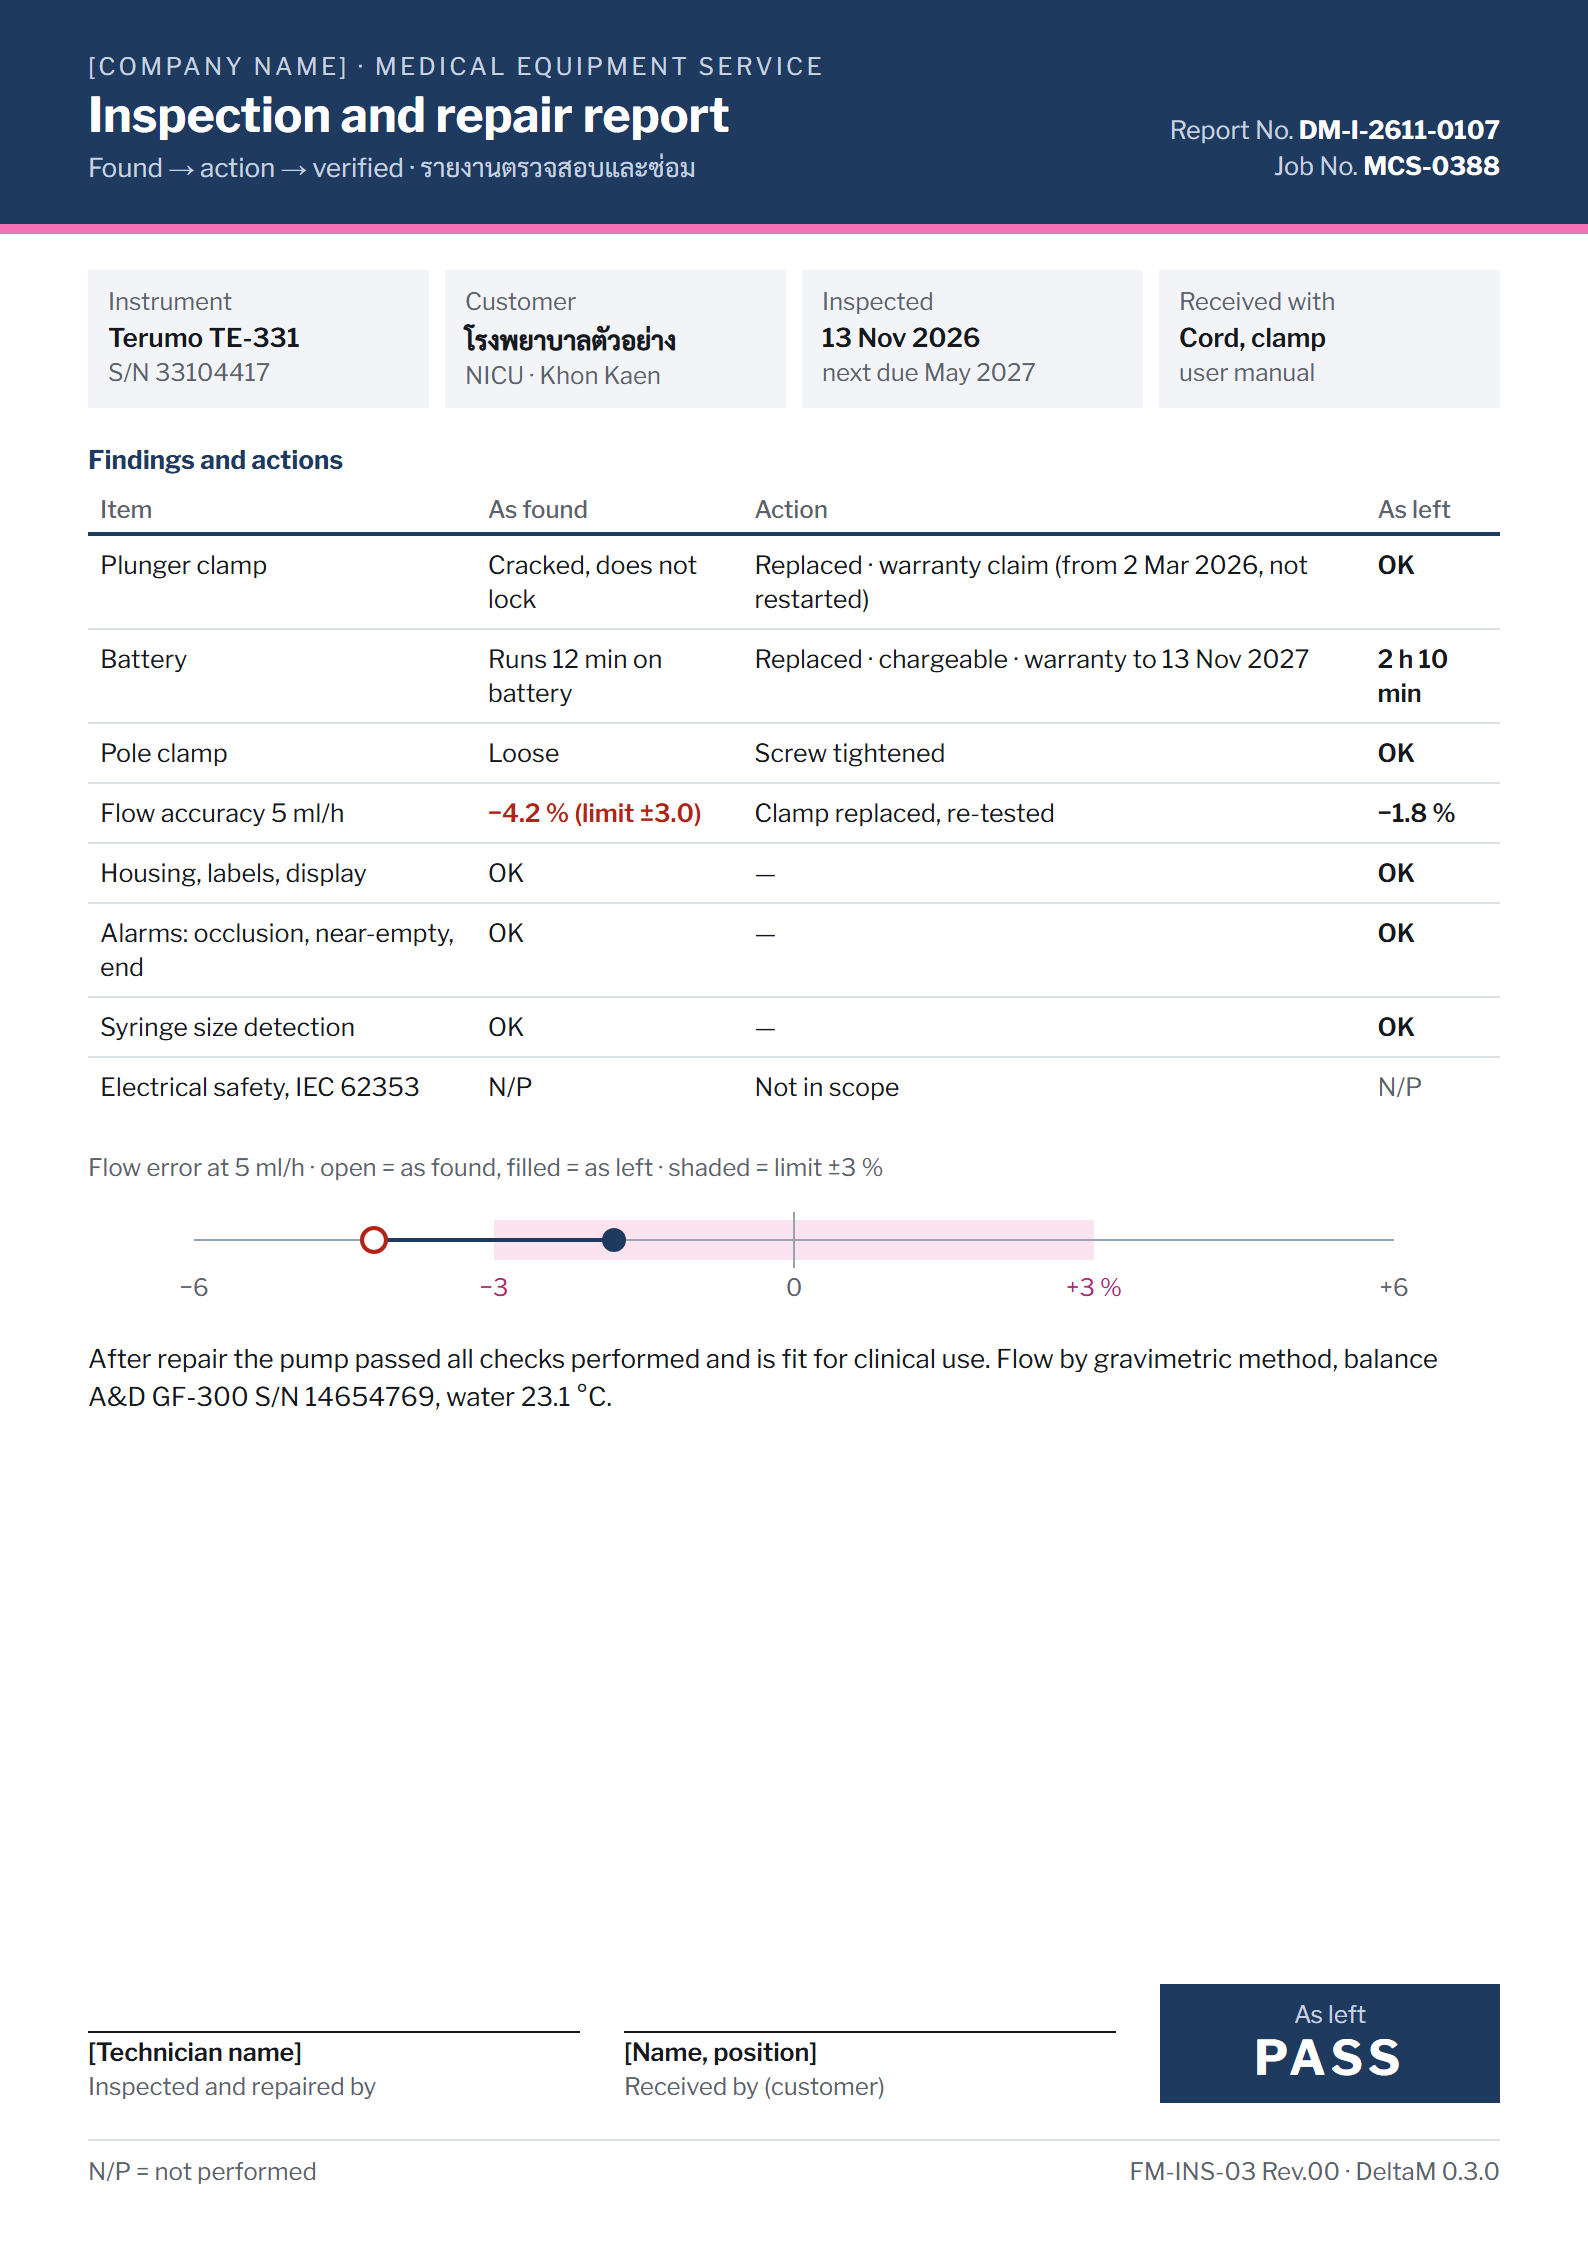 [COMPANY NAME] · MEDICAL EQUIPMENT SERVICE
Inspection and repair report
Found → action → verified · รายงานตรวจสอบและซ่อม
Report No. DM-I-2611-0107
Job No. MCS-0388
Instrument
Terumo TE-331
S/N 33104417
Customer
โรงพยาบาลตัวอย่าง
NICU · Khon Kaen
Inspected
13 Nov 2026
next due May 2027
Received with
Cord, clamp
user manual
Findings and actions
Item As found Action As left
Plunger clamp Cracked, does not Replaced · warranty claim (from 2 Mar 2026, not OK
lock restarted)
Battery Runs 12 min on Replaced · chargeable · warranty to 13 Nov 2027 2 h 10
battery min
Pole clamp Loose Screw tightened OK
Flow accuracy 5 ml/h −4.2 % (limit ±3.0) Clamp replaced, re-tested −1.8 %
Housing, labels, display OK — OK
Alarms: occlusion, near-empty, OK — OK
end
Syringe size detection OK — OK
Electrical safety, IEC 62353 N/P Not in scope N/P
Flow error at 5 ml/h · open = as found, filled = as left · shaded = limit ±3 %
−6 −3 0 +3 % +6
After repair the pump passed all checks performed and is fit for clinical use. Flow by gravimetric method, balance
A&D GF-300 S/N 14654769, water 23.1 °C.
[Technician name]
Inspected and repaired by
[Name, position]
Received by (customer)
As left
PASS
N/P = not performed
FM-INS-03 Rev.00 · DeltaM 0.3.0